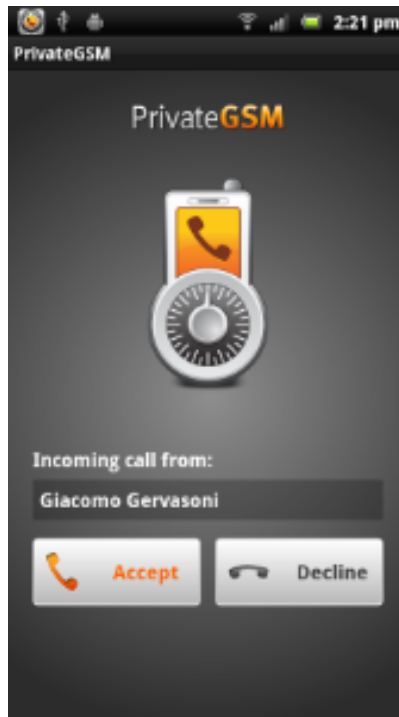 2:21 pm
PrivateGSM
PrivateGSM
Incoming call from:
Giacomo Gervasoni
Accept
Decline